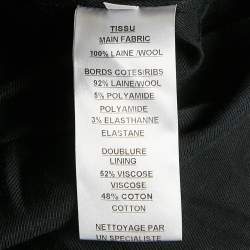 TISSU
MAIN FABRIC
100% LAINE/WOOL
BORDS COTES/RIBS
92% LAINE/WOOL
5% POLYAMIDE
POLYAMIDE
3% ELASTHANNE
ELASTANE
DOUBLURE
LINING
52% VISCOSE
VISCOSE
48% COTON
COTTON
NETTOYAGE PAR
UN SPECIALISTE